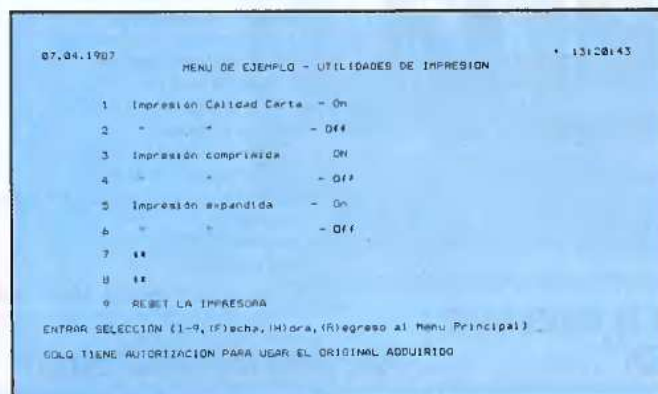 07.04.1987 * 13:20:43
MENU DE EJEMPLO - UTILIDADES DE IMPRESION
1 Impresión Calidad Carta - On
2 " " - Off
3 Impresión comprimida ON
4 " " - Off
5 Impresión expandida - On
6 " " - Off
7 **
8 **
9 RESET LA IMPRESORA
ENTRAR SELECCION (1-9,(F)echa,(H)ora,(R)egreso al Menu Principal)
SOLO TIENE AUTORIZACION PARA USAR EL ORIGINAL ADQUIRIDO